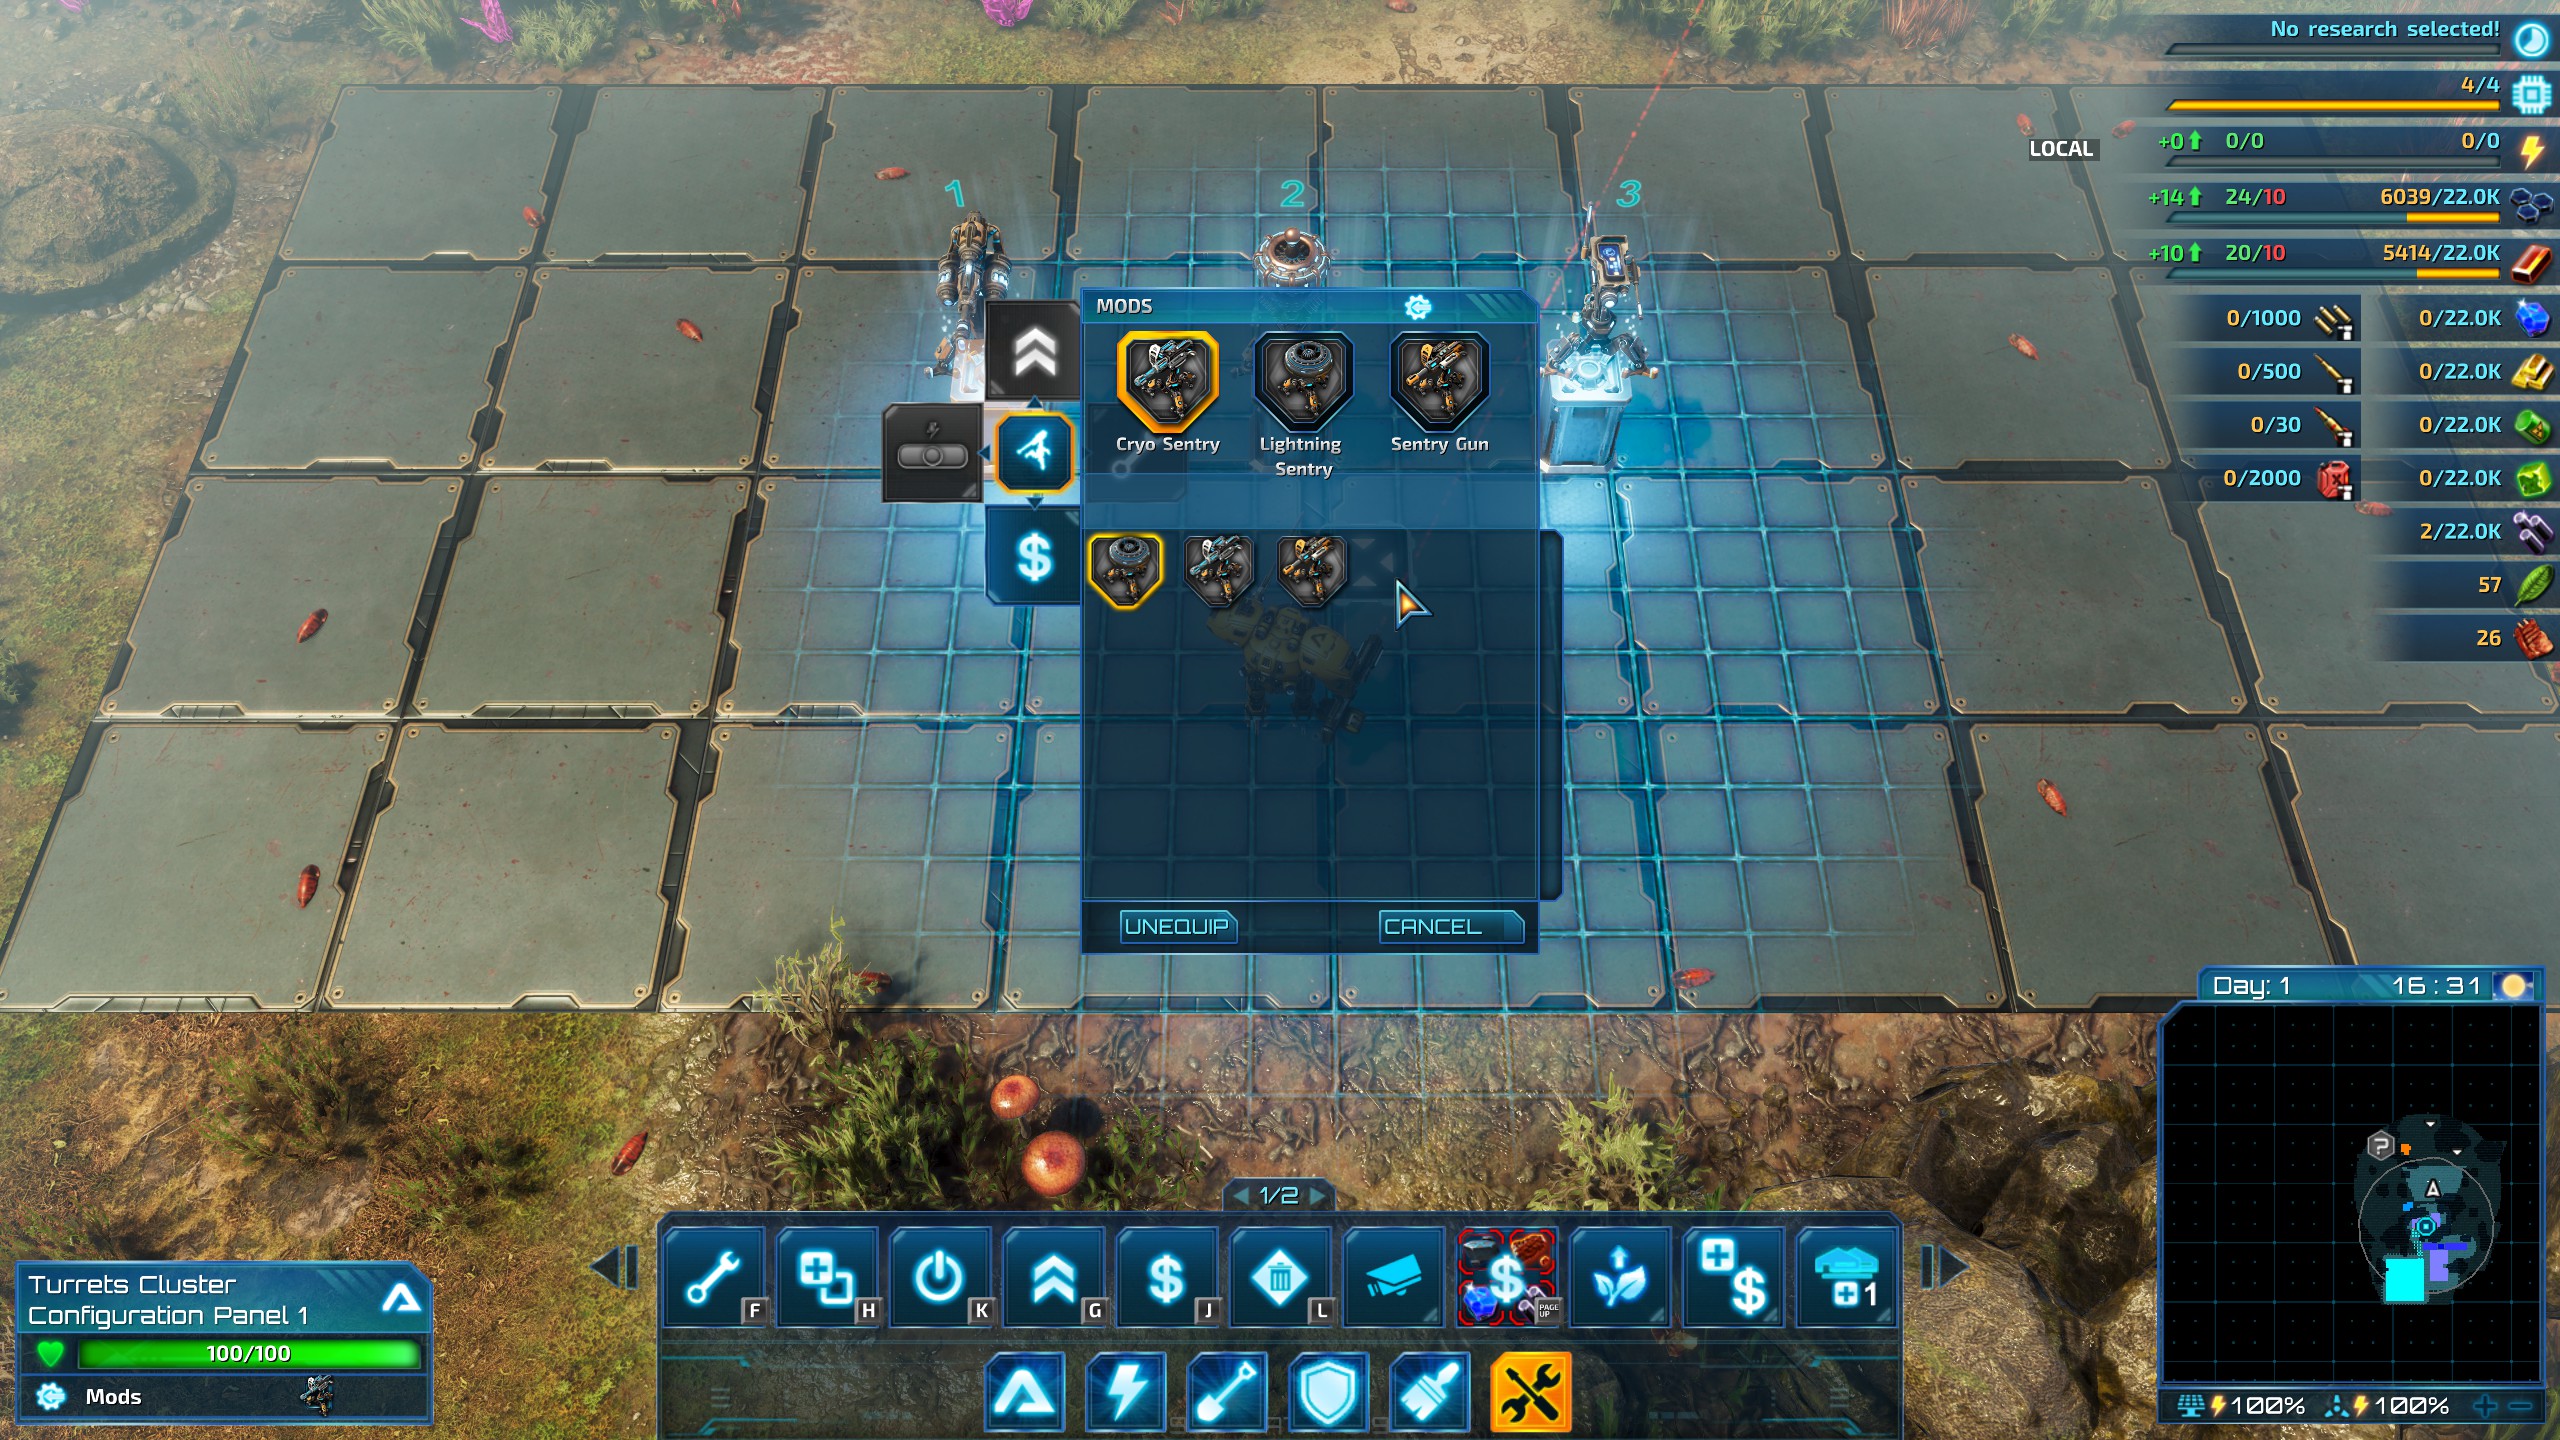 No research selected!
4/4
+0 0/0 0/0
LOCAL
+14 24/10 6039/22.0K
+10 20/10 5414/22.0K
0/1000 0/22.0K
0/500 0/22.0K
0/30 0/22.0K
0/2000 0/22.0K
2/22.0K
57
26
1
2
3
MODS
Cryo Sentry
Lightning Sentry
Sentry Gun
$
UNEQUIP
CANCEL
Day: 1 16:31
1/2
F
H
K
G
$ J
L
$ PAGE UP
$
1
Turrets Cluster
Configuration Panel 1
100/100
Mods
100% 100%